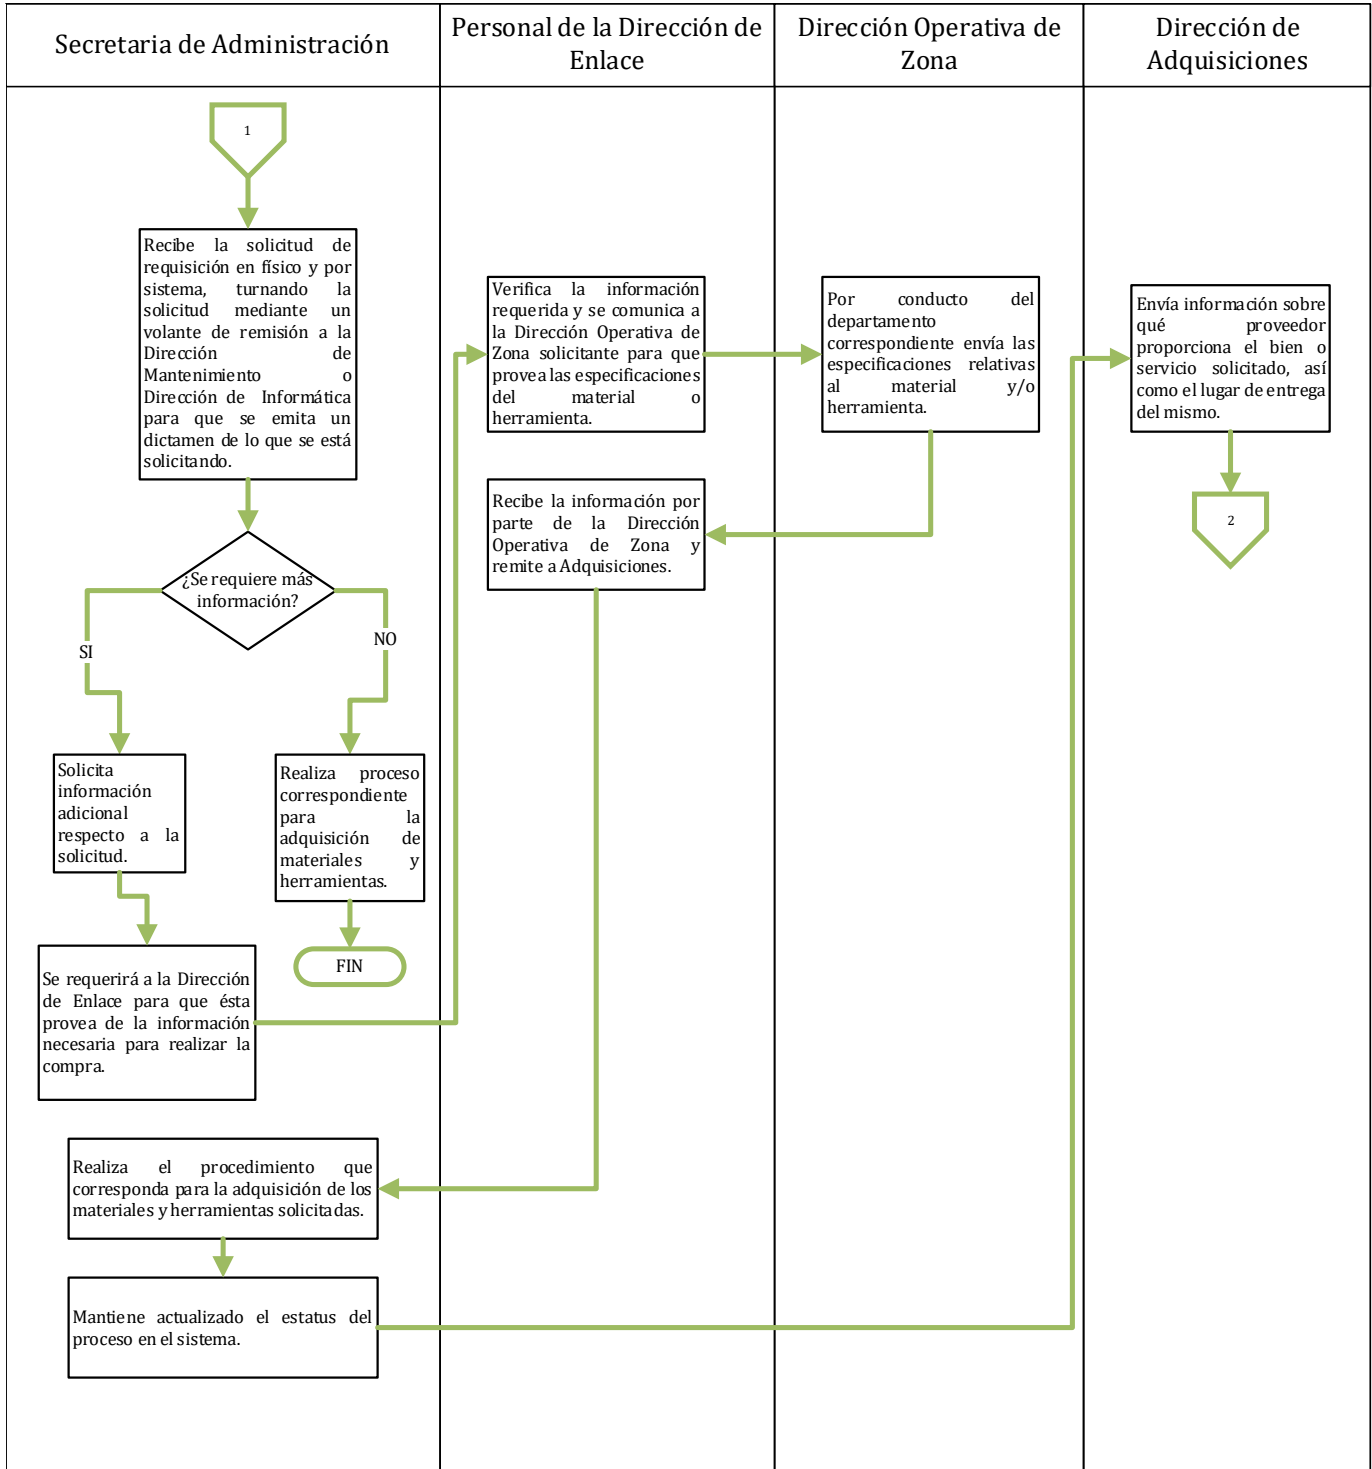 Secretaria de Administración
Personal de la Dirección de
Enlace
Dirección Operativa de
Zona
Dirección de
Adquisiciones
1
Recibe la solicitud de
requisición en físico y por
sistema, turnando la
solicitud mediante un
volante de remisión a la
Dirección de
Mantenimiento o
Dirección de Informática
para que se emita un
dictamen de lo que se está
solicitando.
¿Se requiere más
información?
SI
NO
Solicita
información
adicional
respecto a la
solicitud.
Realiza proceso
correspondiente
para la
adquisición de
materiales y
herramientas.
FIN
Se requerirá a la Dirección
de Enlace para que ésta
provea de la información
necesaria para realizar la
compra.
Verifica la información
requerida y se comunica a
la Dirección Operativa de
Zona solicitante para que
provea las especificaciones
del material o
herramienta.
Por conducto del
departamento
correspondiente envía las
especificaciones relativas
al material y/o
herramienta.
Recibe la información por
parte de la Dirección
Operativa de Zona y
remite a Adquisiciones.
Realiza el procedimiento que
corresponda para la adquisición de los
materiales y herramientas solicitadas.
Mantiene actualizado el estatus del
proceso en el sistema.
Envía información sobre
qué proveedor
proporciona el bien o
servicio solicitado, así
como el lugar de entrega
del mismo.
2